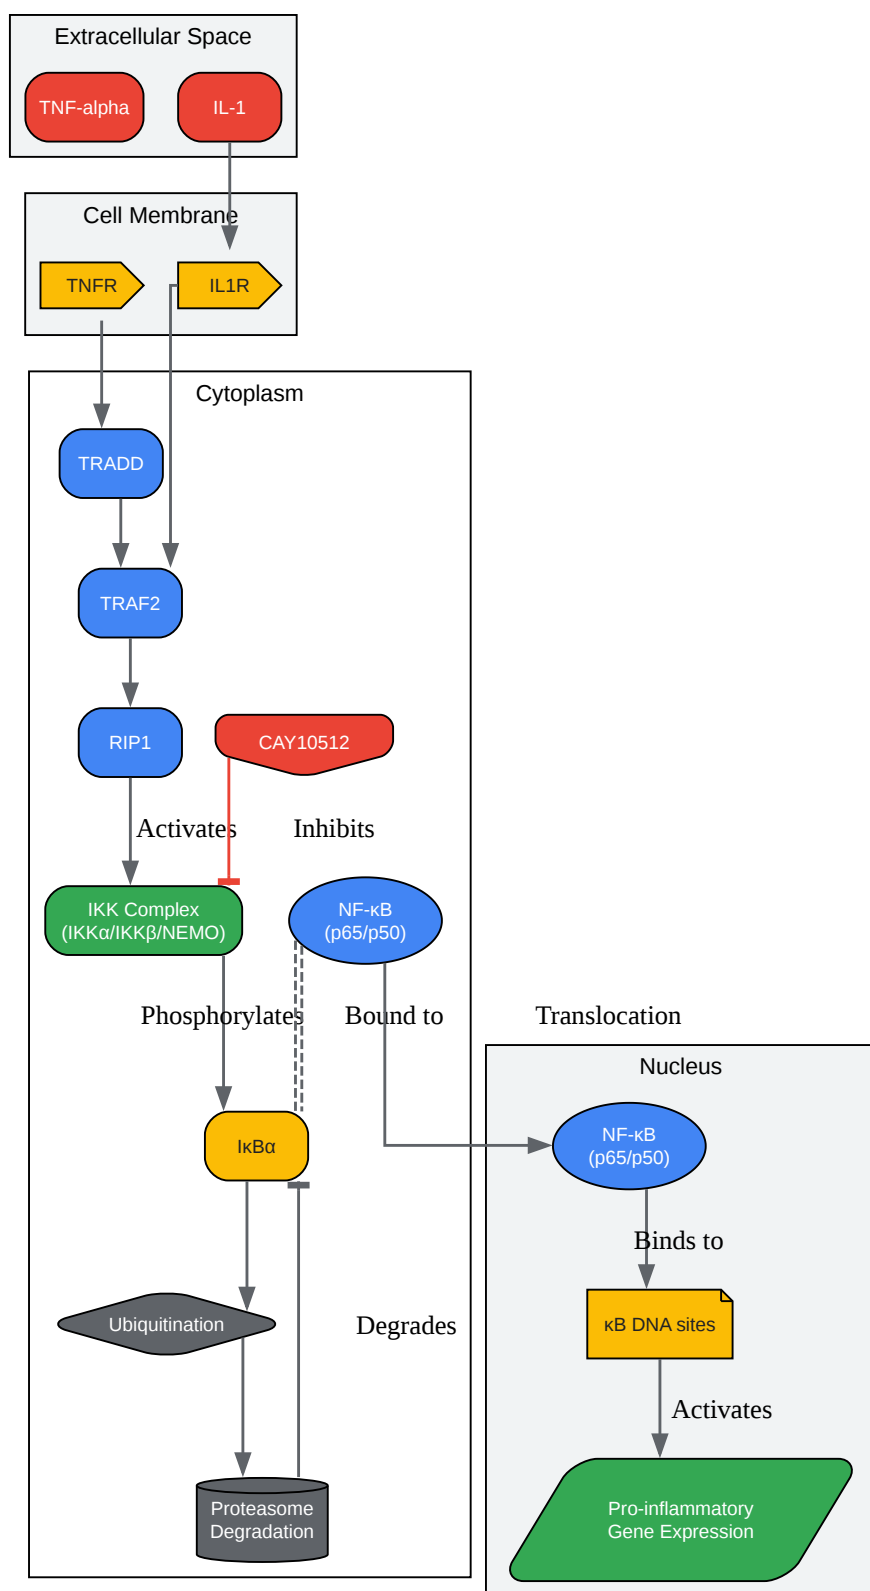 Extracellular Space
TNF-alpha
IL-1
Cell Membrane
TNFR
IL1R
Cytoplasm
TRADD
TRAF2
RIP1
CAY10512
Activates
Inhibits
IKK Complex
(IKKα/IKKβ/NEMO)
NF-κB
(p65/p50)
Phosphorylates
Bound to
Translocation
Nucleus
NF-κB
(p65/p50)
IκBα
Binds to
Ubiquitination
Degrades
κB DNA sites
Activates
Proteasome
Degradation
Pro-inflammatory
Gene Expression